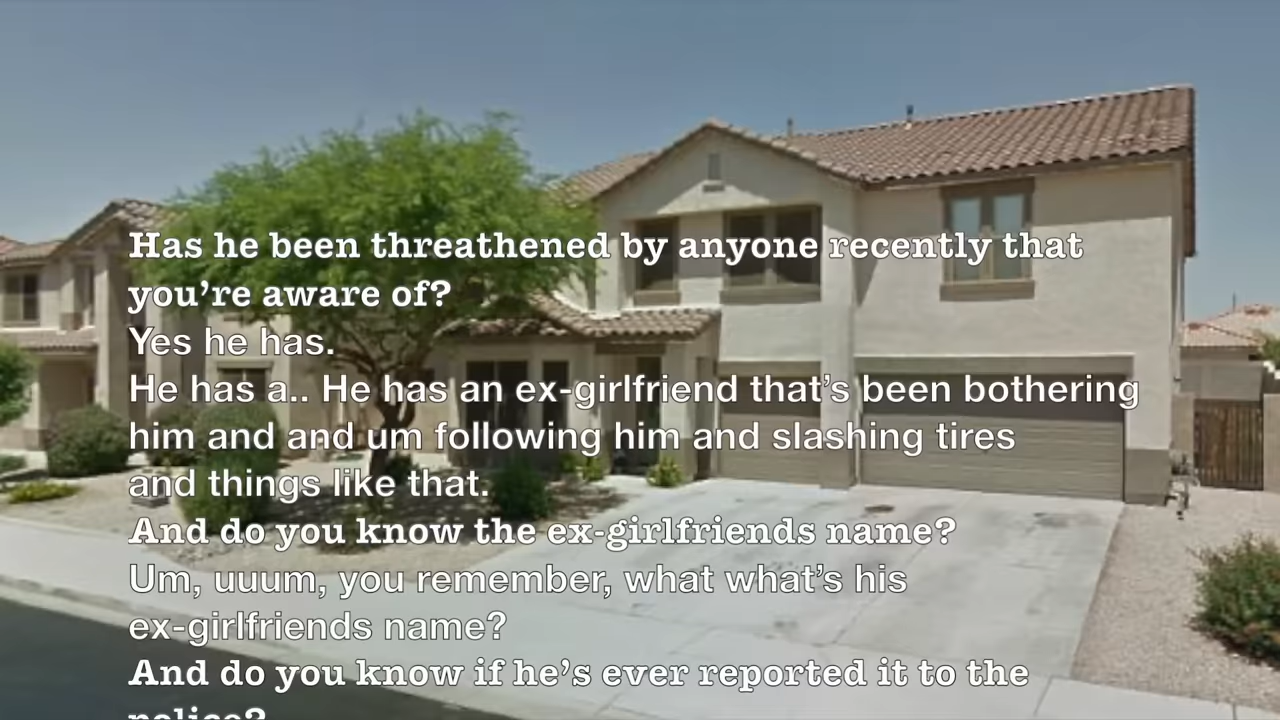 Has he been threathened by anyone recently that
you're aware of?
Yes he has.
He has a.. He has an ex-girlfriend that's been bothering
him and and um following him and slashing tires
and things like that.
And do you know the ex-girlfriends name?
Um, uuum, you remember, what what's his
ex-girlfriends name?
And do you know if he's ever reported it to the
police?